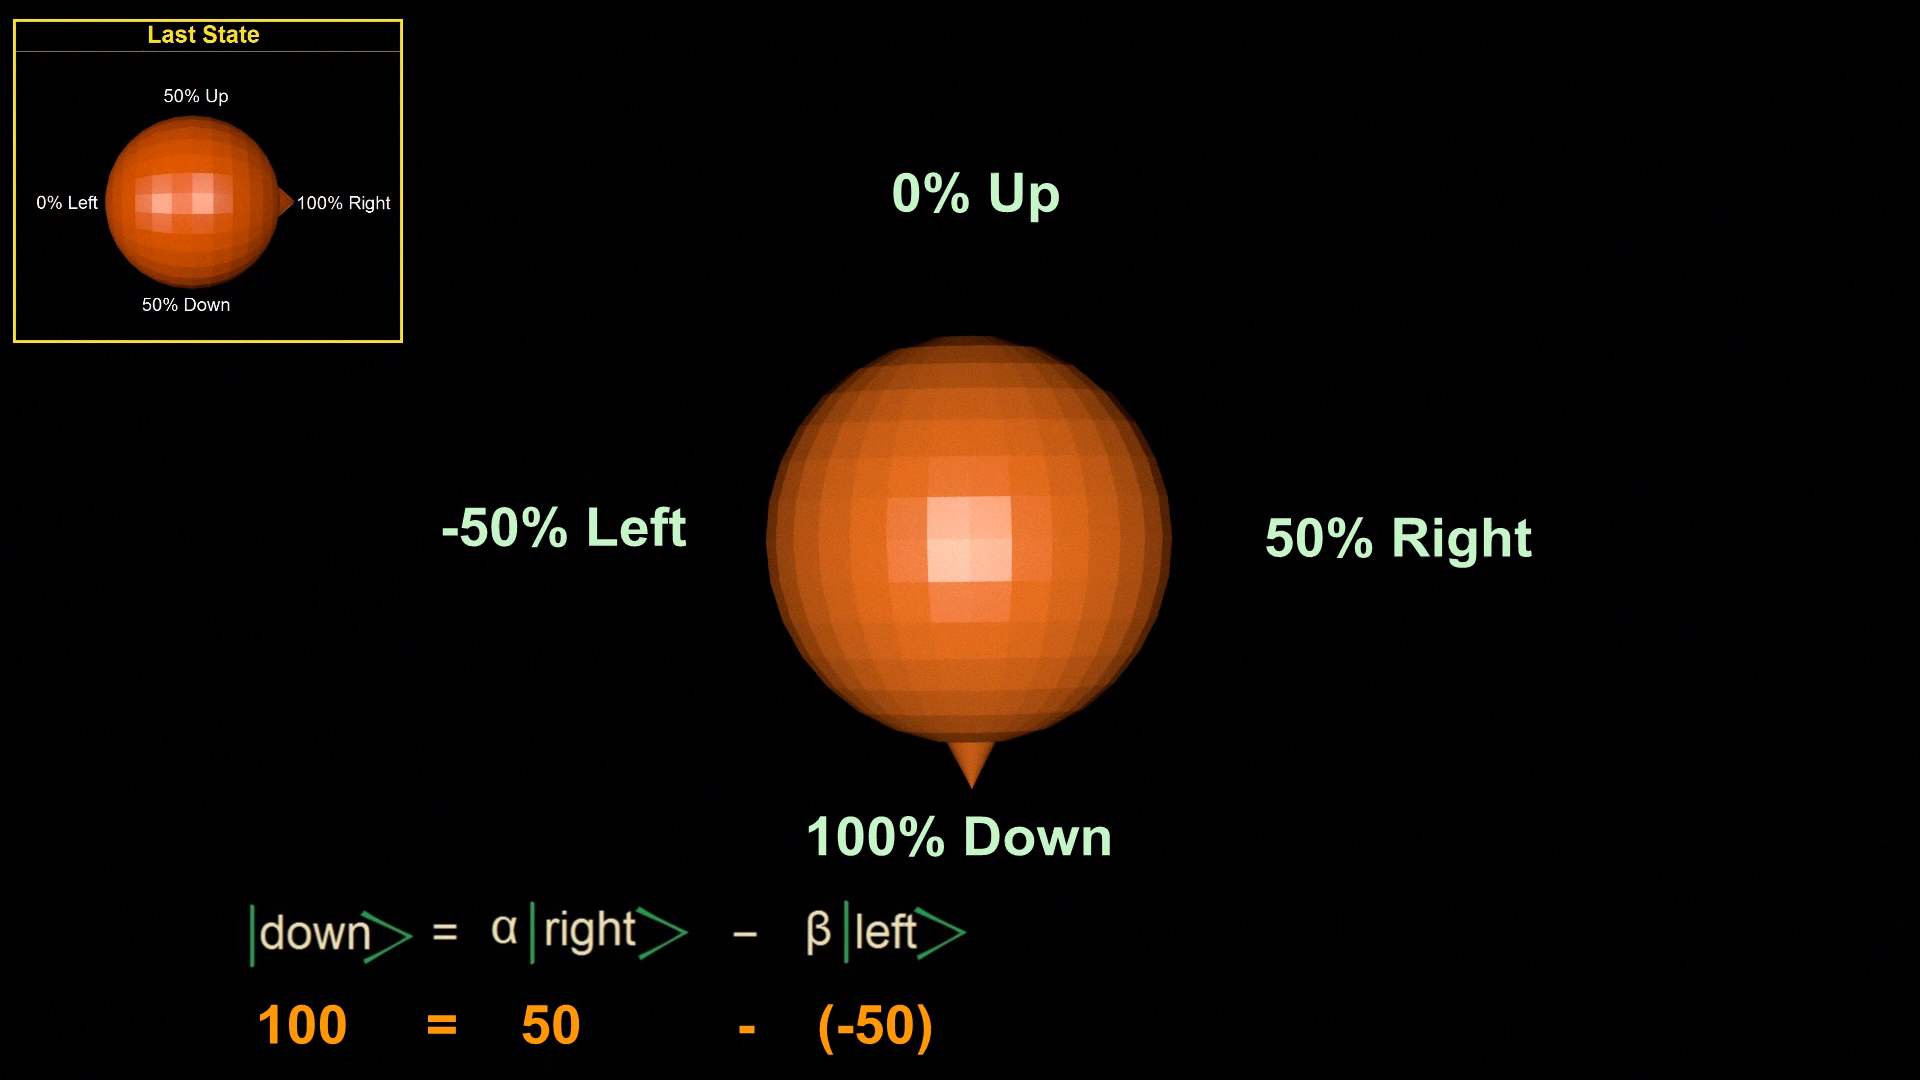 Last State
50% Up
0% Left
100% Right
50% Down
0% Up
-50% Left
50% Right
100% Down
|down> = α|right> – β|left>
100 = 50 - (-50)